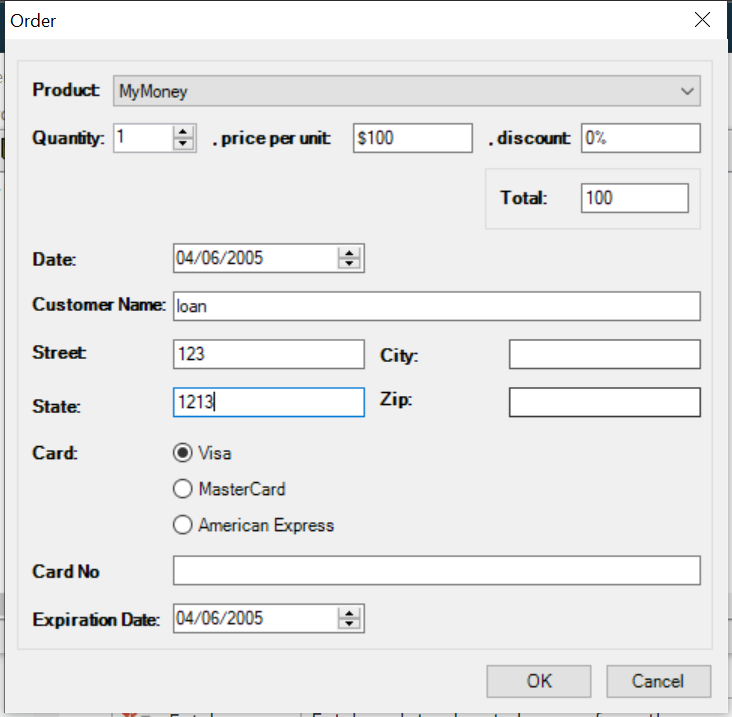 Order
Product: MyMoney
Quantity: 1 , price per unit: $100 , discount: 0%
Total: 100
Date: 04/06/2005
Customer Name: loan
Street: 123 City:
State: 1213 Zip:
Card: Visa
MasterCard
American Express
Card No
Expiration Date: 04/06/2005
OK Cancel